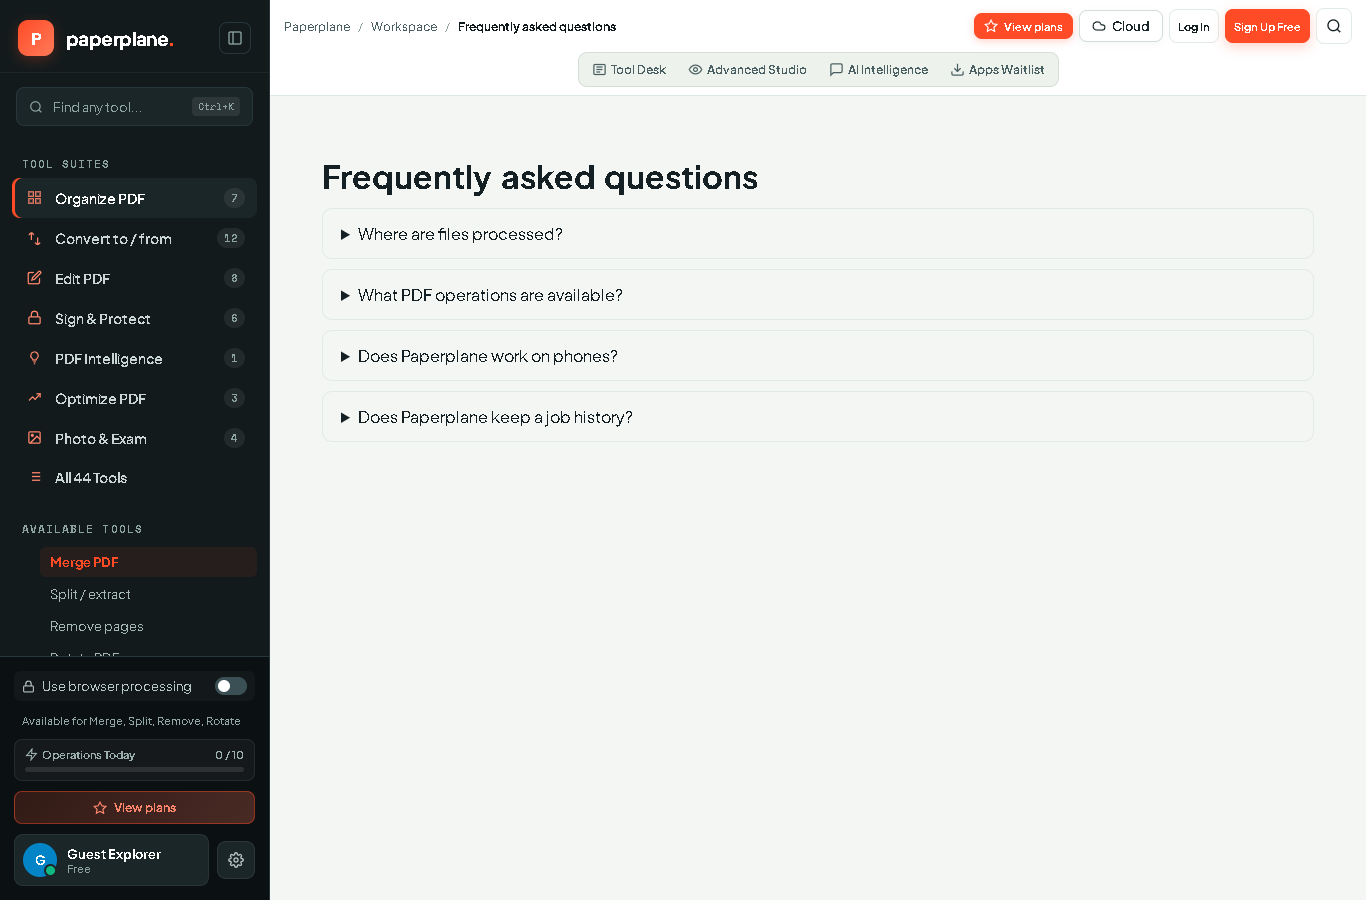 P paperplane.
Find any tool...
Ctrl+K
TOOL SUITES
Organize PDF 7
Convert to / from 12
Edit PDF 8
Sign & Protect 6
PDF Intelligence 1
Optimize PDF 3
Photo & Exam 4
All 44 Tools
AVAILABLE TOOLS
Merge PDF
Split / extract
Remove pages
Rotate PDF
Use browser processing
Available for Merge, Split, Remove, Rotate
Operations Today 0 / 10
View plans
G
Guest Explorer
Free
Paperplane / Workspace / Frequently asked questions
View plans
Cloud
Log In
Sign Up Free
Tool Desk
Advanced Studio
AI Intelligence
Apps Waitlist
Frequently asked questions
Where are files processed?
What PDF operations are available?
Does Paperplane work on phones?
Does Paperplane keep a job history?